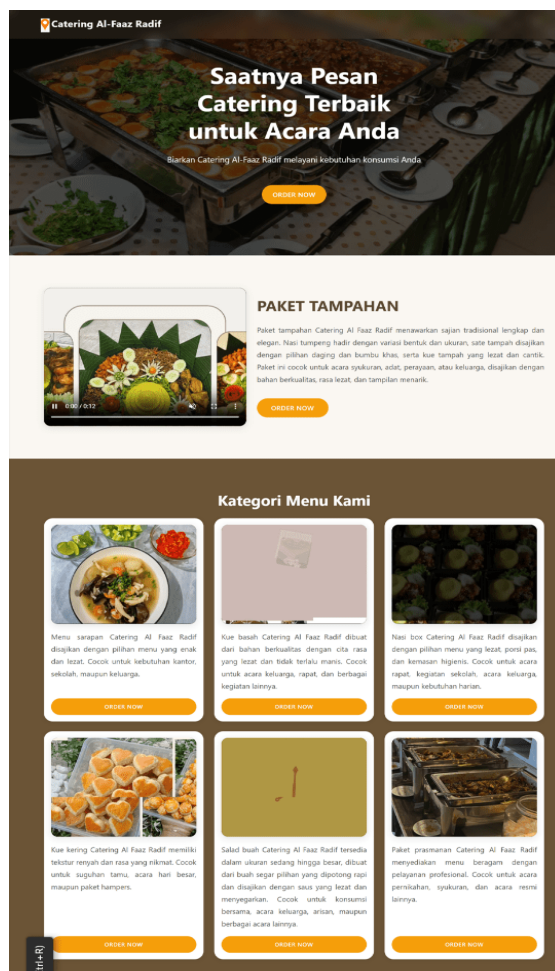 Catering Al-Faaz Radif
Saatnya Pesan
Catering Terbaik
untuk Acara Anda
Biarkan Catering Al-Faaz Radif melayani kebutuhan konsumsi Anda
ORDER NOW
PAKET TAMPAHAN
Paket tampahan Catering Al Faaz Radif menawarkan sajian tradisional lengkap dan
elegan. Nasi tumpeng hadir dengan variasi bentuk dan ukuran, sate tampah disajikan
dengan pilihan daging dan bumbu khas, serta kue tampah yang lezat dan cantik.
Paket ini cocok untuk acara syukuran, adat, perayaan, atau keluarga, disajikan dengan
bahan berkualitas, rasa lezat, dan tampilan menarik.
0:00 / 0:12
ORDER NOW
Kategori Menu Kami
Menu sarapan Catering Al Faaz Radif
disajikan dengan pilihan menu yang enak
dan lezat. Cocok untuk kebutuhan kantor,
sekolah, maupun keluarga.
ORDER NOW
Kue basah Catering Al Faaz Radif dibuat
dari bahan berkualitas dengan cita rasa
yang lezat dan tidak terlalu manis. Cocok
untuk acara keluarga, rapat, dan berbagai
kegiatan lainnya.
ORDER NOW
Nasi box Catering Al Faaz Radif disajikan
dengan pilihan menu yang lezat, porsi pas,
dan kemasan higienis. Cocok untuk acara
rapat, kegiatan sekolah, acara keluarga,
maupun kebutuhan harian.
ORDER NOW
Kue kering Catering Al Faaz Radif memiliki
tekstur renyah dan rasa yang nikmat. Cocok
untuk suguhan tamu, acara hari besar,
maupun paket hampers.
ORDER NOW
Salad buah Catering Al Faaz Radif tersedia
dalam ukuran sedang hingga besar, dibuat
dari buah segar pilihan yang dipotong rapi
dan disajikan dengan saus yang lezat dan
menyegarkan. Cocok untuk konsumsi
bersama, acara keluarga, arisan, maupun
berbagai acara lainnya.
ORDER NOW
Paket prasmanan Catering Al Faaz Radif
menyediakan menu beragam dengan
pelayanan profesional. Cocok untuk acara
pernikahan, syukuran, dan acara resmi
lainnya.
ORDER NOW
trl+R)